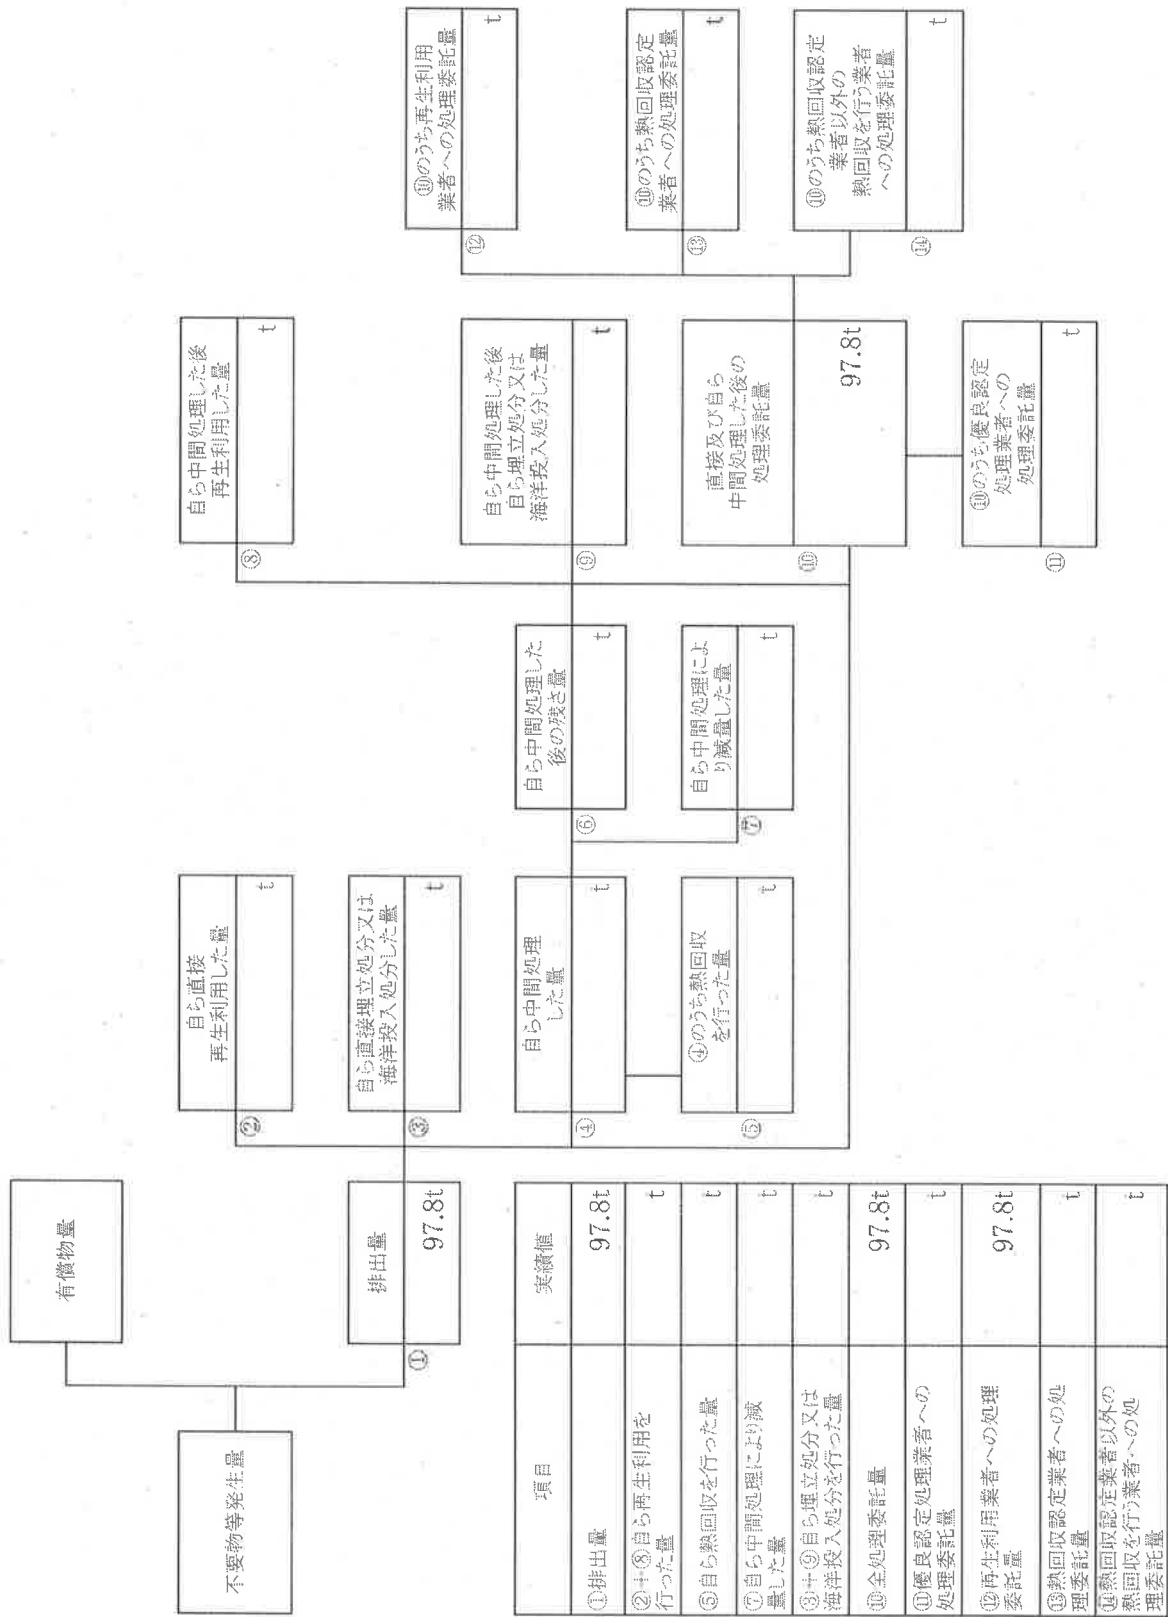 不要物等発生量
有償物量
排出量
①
97.8t
自ら直接
再生利用した量
②
t
自ら直接埋立処分又は
海洋投入処分した量
③
t
自ら中間処理
した量
④
t
④のうち熱回収
を行った量
⑤
t
自ら中間処理した
後の残さ量
⑥
t
自ら中間処理によ
り減量した量
⑦
t
自ら中間処理した後
再生利用した量
⑧
t
自ら中間処理した後
自ら埋立処分又は
海洋投入処分した量
⑨
t
直接及び自ら
中間処理した後の
処理委託量
⑩
97.8t
⑩のうち優良認定
処理業者への
処理委託量
⑪
t
⑩のうち再生利用
業者への処理委託量
⑫
t
⑩のうち熱回収認定
業者への処理委託量
⑬
t
⑩のうち熱回収認定
業者以外の
熱回収を行う業者
への処理委託量
⑭
t
項目 実績値
①排出量 97.8t
②+⑧自ら再生利用を
行った量 t
⑤自ら熱回収を行った量 t
⑦自ら中間処理により減
量した量 t
③+⑨自ら埋立処分又は
海洋投入処分を行った量 t
⑩全処理委託量 97.8t
⑪優良認定処理業者への
処理委託量 t
⑫再生利用業者への処理
委託量 97.8t
⑬熱回収認定業者への処
理委託量 t
⑭熱回収認定業者以外の
熱回収を行う業者への処
理委託量 t